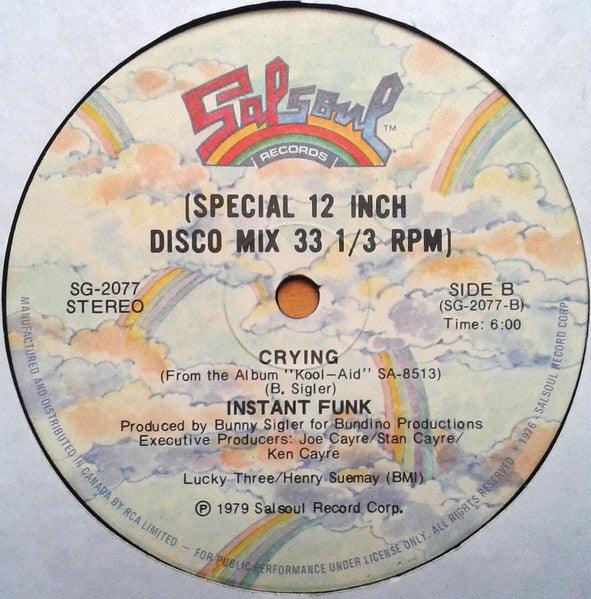 Salsoul™
RECORDS
(SPECIAL 12 INCH
DISCO MIX 33 1/3 RPM)
SG-2077
STEREO
SIDE B
(SG-2077-B)
Time: 6:00
CRYING
(From the Album "Kool-Aid" SA-8513)
(B. Sigler)
INSTANT FUNK
Produced by Bunny Sigler for Bundino Productions
Executive Producers: Joe Cayre/Stan Cayre/
Ken Cayre
Lucky Three/Henry Suemay (BMI)
℗ 1979 Salsoul Record Corp.
MANUFACTURED AND DISTRIBUTED IN CANADA BY RCA LIMITED - FOR PUBLIC PERFORMANCE UNDER LICENSE ONLY. ALL RIGHTS RESERVED © 1976 - SALSOUL RECORD CORP.